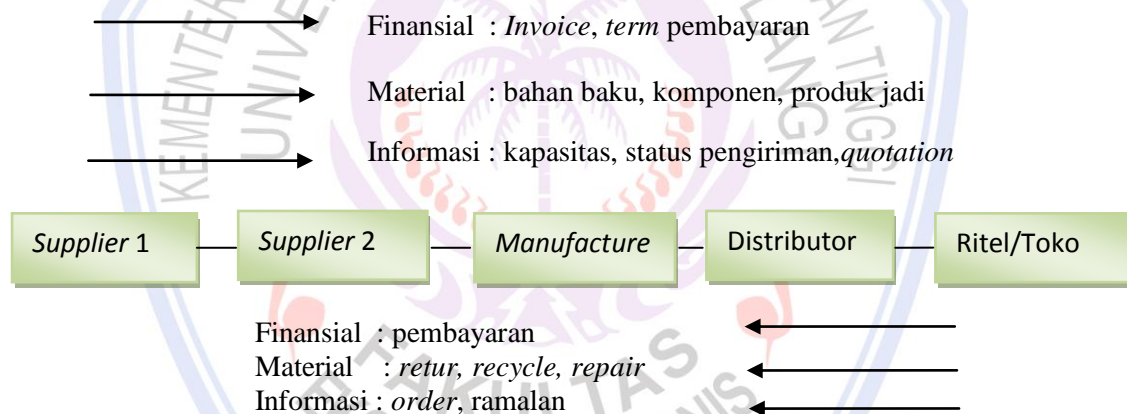 Finansial : Invoice, term pembayaran
Material : bahan baku, komponen, produk jadi
Informasi : kapasitas, status pengiriman,quotation
Supplier 1
Supplier 2
Manufacture
Distributor
Ritel/Toko
Finansial : pembayaran
Material : retur, recycle, repair
Informasi : order, ramalan
FAKULTAS